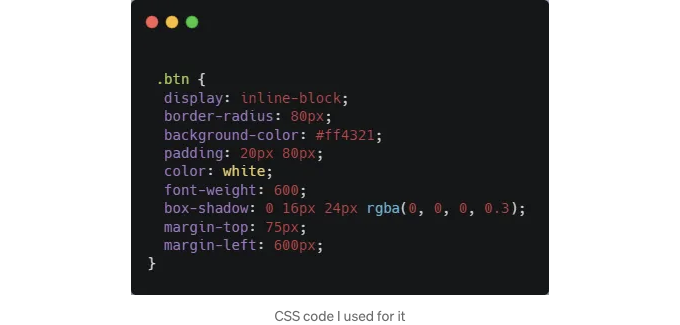 .btn {
display: inline-block;
border-radius: 80px;
background-color: #ff4321;
padding: 20px 80px;
color: white;
font-weight: 600;
box-shadow: 0 16px 24px rgba(0, 0, 0, 0.3);
margin-top: 75px;
margin-left: 600px;
}
CSS code I used for it